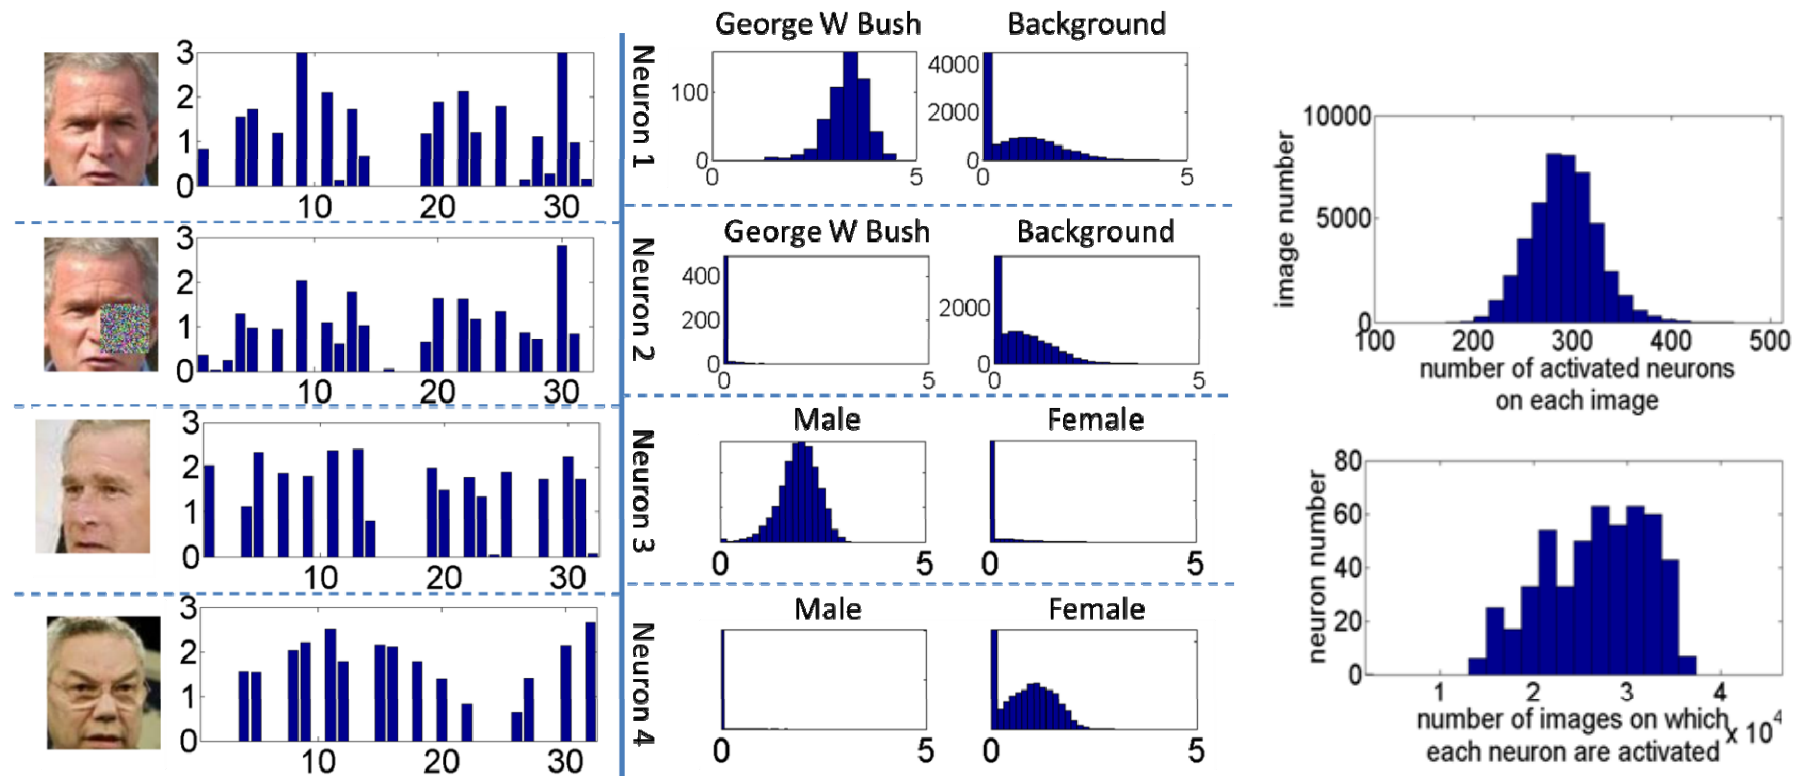 3
2
1
0
10 20 30
3
2
1
0
10 20 30
3
2
1
0
10 20 30
3
2
1
0
10 20 30
Neuron 1
George W Bush
100
0
0 5
Background
4000
2000
0
0 5
Neuron 2
George W Bush
400
200
0
0 5
Background
2000
0
0 5
Neuron 3
Male
0 5
Female
0 5
Neuron 4
Male
0 5
Female
0 5
image number
10000
5000
0
100 200 300 400 500
number of activated neurons
on each image
neuron number
80
60
40
20
0
1 2 3 4
x 10⁴
number of images on which
each neuron are activated